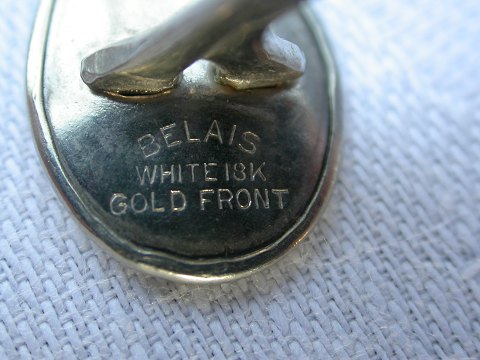 BELAIS
WHITE 18K
GOLD FRONT